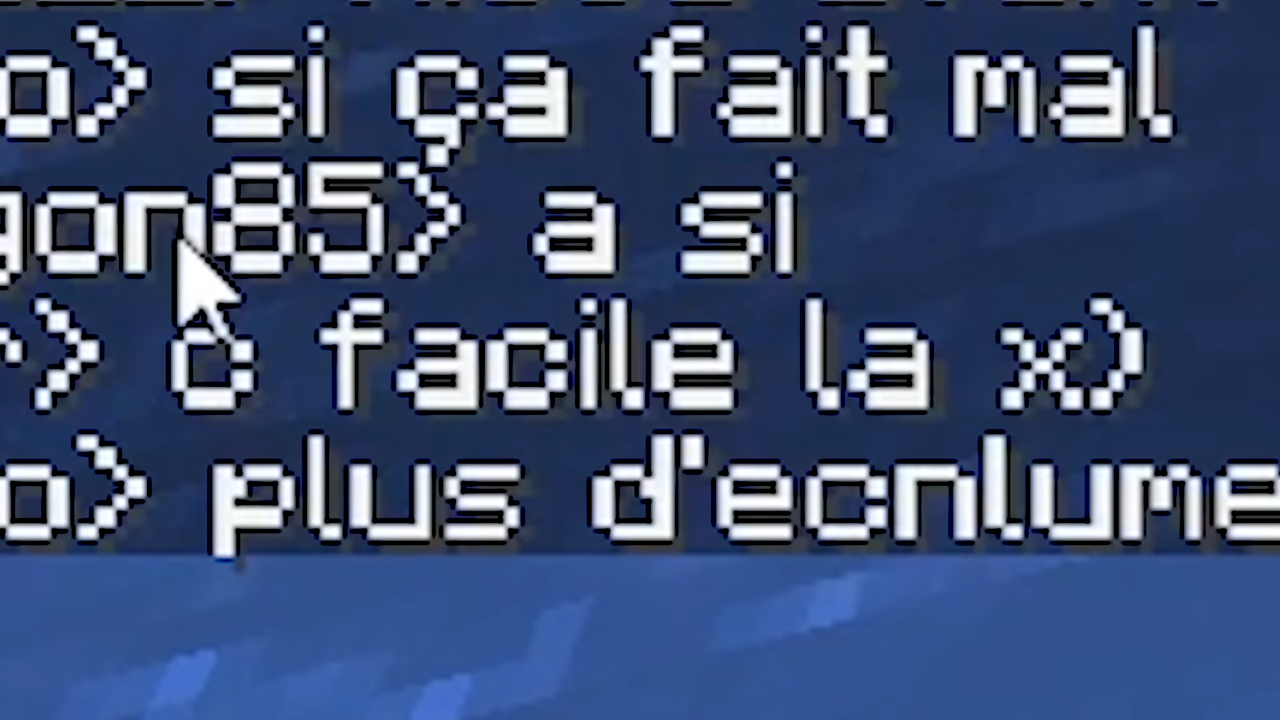 o> si ça fait mal
gon85> a si
> c facile la x)
o> plus d'ecnlume